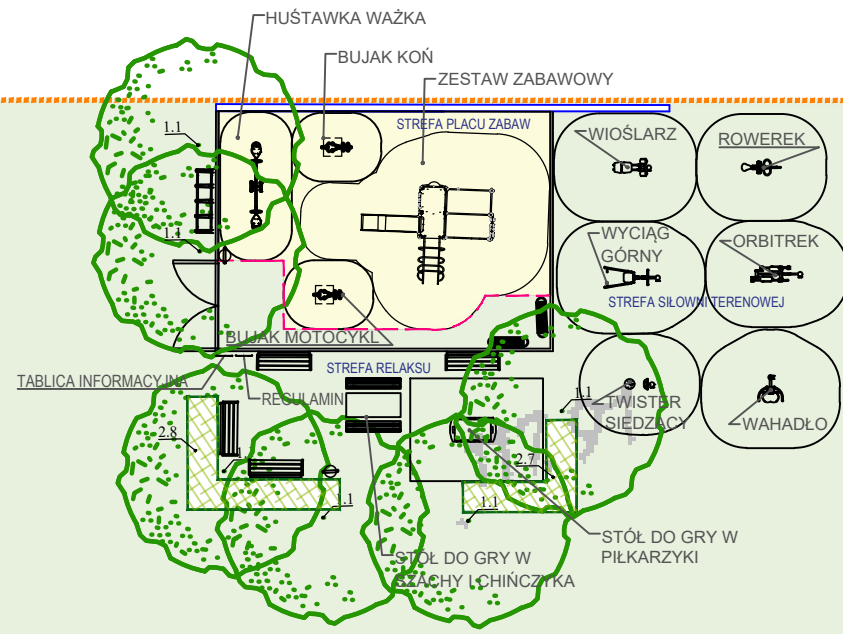 HUŚTAWKA WAŻKA
BUJAK KOŃ
ZESTAW ZABAWOWY
STREFA PLACU ZABAW
1.1
WIOŚLARZ
ROWEREK
1.1
WYCIĄG
GÓRNY
ORBITREK
STREFA SIŁOWNI TERENOWEJ
BUJAK MOTOCYKL
STREFA RELAKSU
TABLICA INFORMACYJNA
REGULAMIN
1.1
TWISTER
SIEDZĄCY
WAHADŁO
2.8
2.7
1.1
1.1
STÓŁ DO GRY W
PIŁKARZYKI
STÓŁ DO GRY W
SZACHY I CHIŃCZYKA